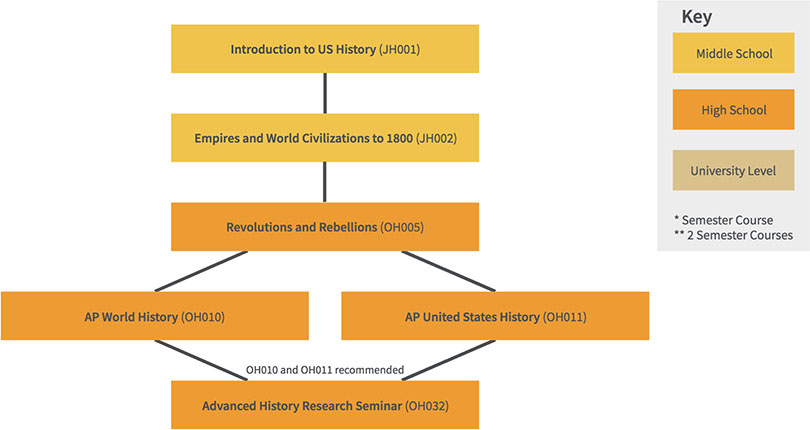 Introduction to US History (JH001)
Empires and World Civilizations to 1800 (JH002)
Revolutions and Rebellions (OH005)
AP World History (OH010)
AP United States History (OH011)
OH010 and OH011 recommended
Advanced History Research Seminar (OH032)
Key
Middle School
High School
University Level
* Semester Course
** 2 Semester Courses